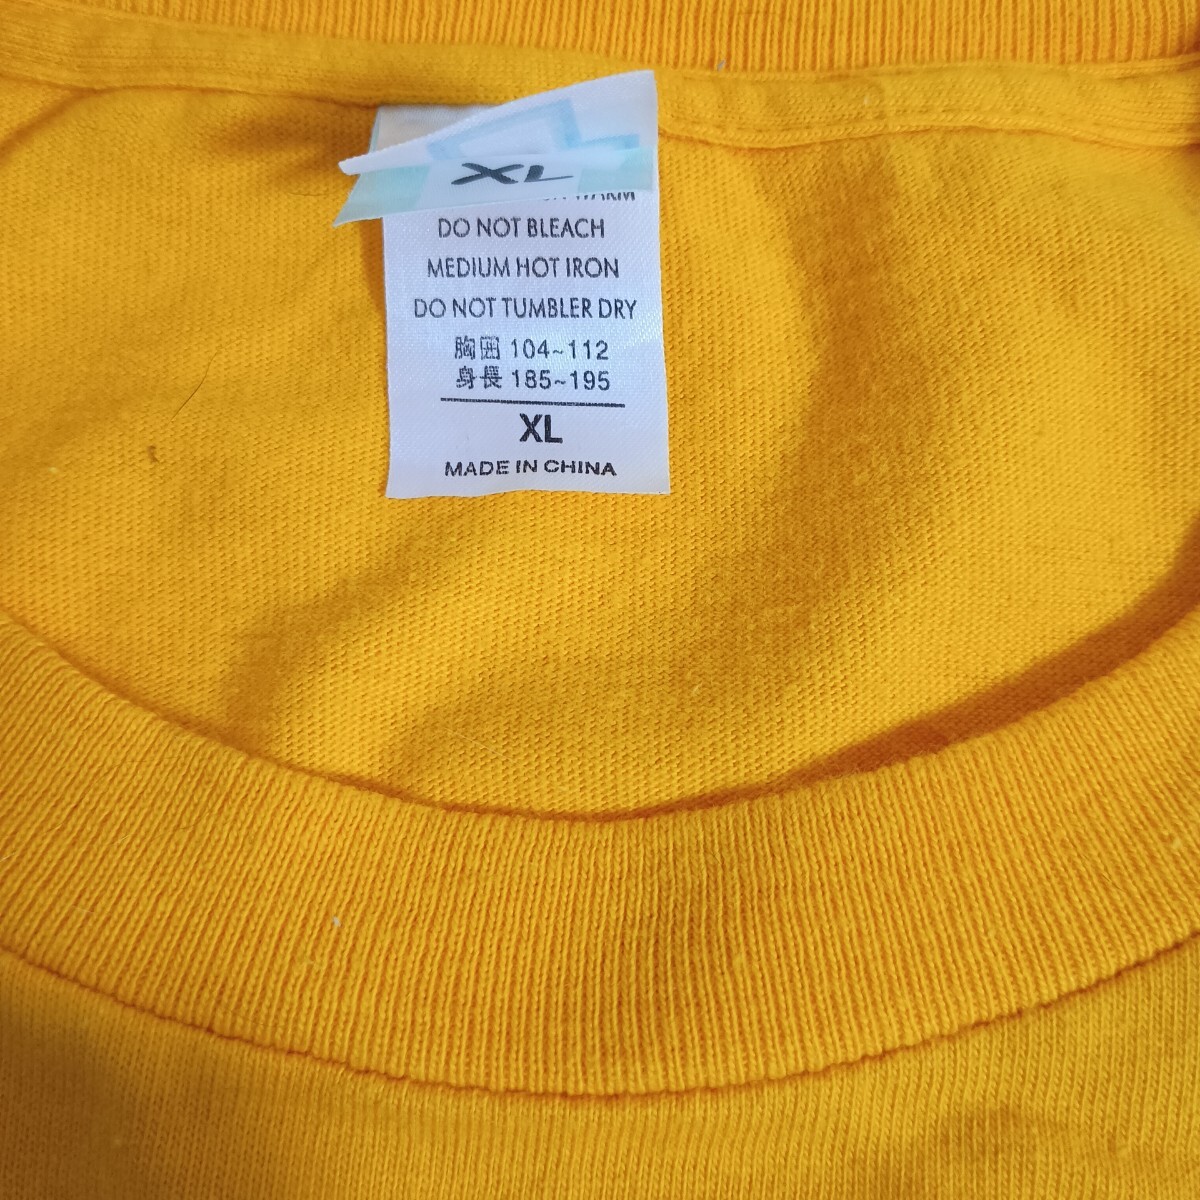 XL
WARM
DO NOT BLEACH
MEDIUM HOT IRON
DO NOT TUMBLER DRY
胸囲 104~112
身長 185~195
XL
MADE IN CHINA